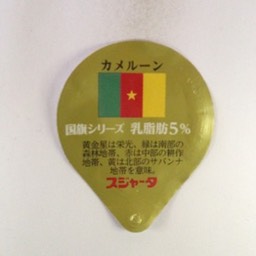 カメルーン
国旗シリーズ 乳脂肪5%
黄金星は栄光、緑は南部の
森林地帯、赤は中部の耕作
地帯、黄は北部のサバンナ
地帯を意味。
スジャータ